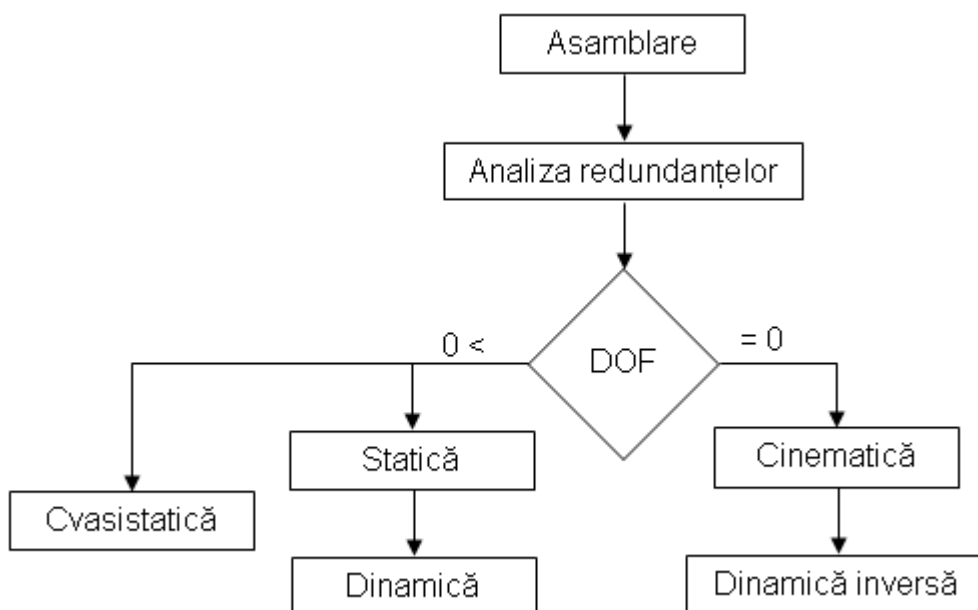 Asamblare
Analiza redundanțelor
0 <
= 0
DOF
Statică
Cinematică
Cvasistatică
Dinamică
Dinamică inversă